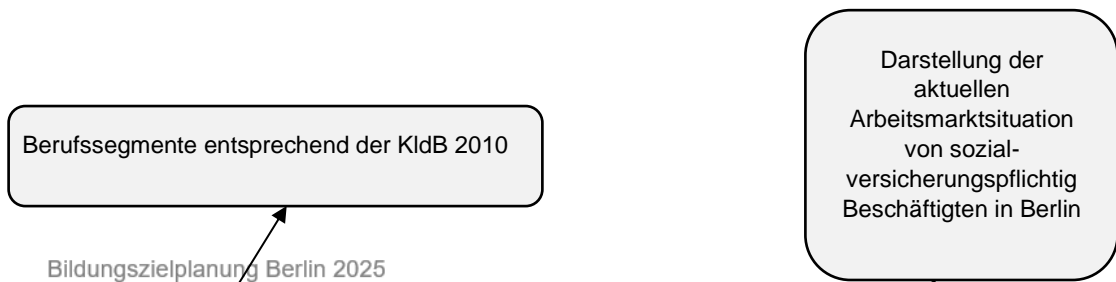 Berufssegmente entsprechend der KldB 2010
Darstellung der
aktuellen
Arbeitsmarktsituation
von sozial-
versicherungspflichtig
Beschäftigten in Berlin
Bildungszielplanung Berlin 2025